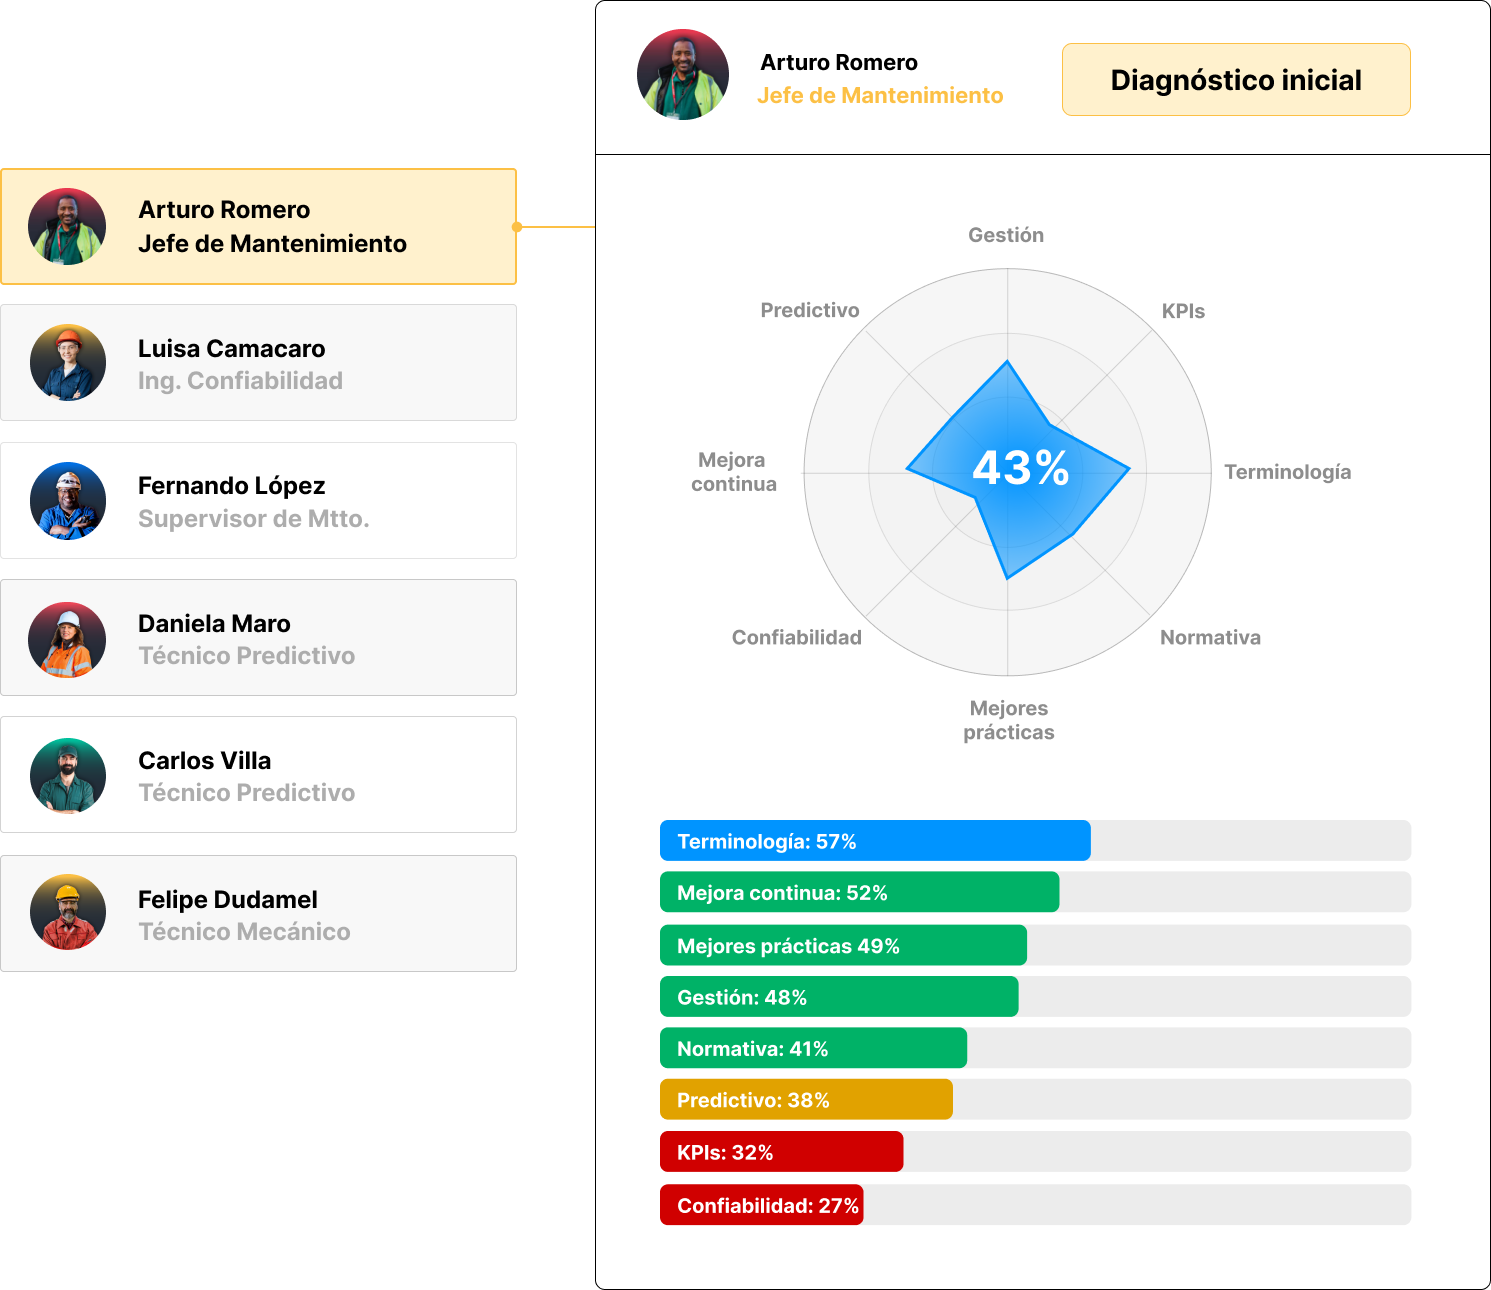 Arturo Romero
Jefe de Mantenimiento
Luisa Camacaro
Ing. Confiabilidad
Fernando López
Supervisor de Mtto.
Daniela Maro
Técnico Predictivo
Carlos Villa
Técnico Predictivo
Felipe Dudamel
Técnico Mecánico
Arturo Romero
Jefe de Mantenimiento
Diagnóstico inicial
Gestión
Predictivo
KPIs
Mejora
continua
43%
Terminología
Confiabilidad
Normativa
Mejores
prácticas
Terminología: 57%
Mejora continua: 52%
Mejores prácticas 49%
Gestión: 48%
Normativa: 41%
Predictivo: 38%
KPIs: 32%
Confiabilidad: 27%